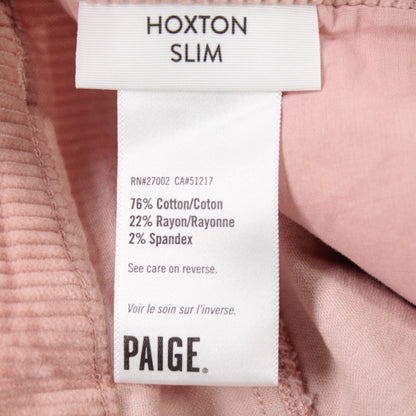 HOXTON
SLIM
RN#27002 CA#51217
76% Cotton/Coton
22% Rayon/Rayonne
2% Spandex
See care on reverse.
Voir le soin sur l'inverse.
PAIGE®